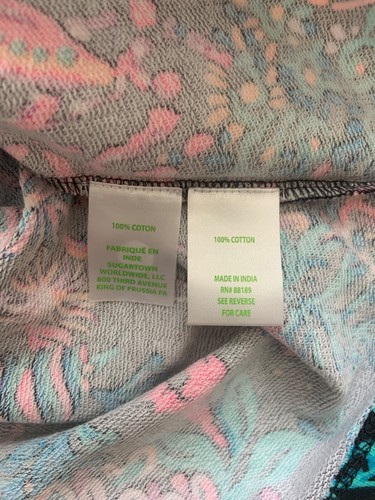 100% COTTON
FABRIQUÉ EN
INDE
SUGARTOWN
WORLDWIDE, LLC
800 THIRD AVENUE
KING OF PRUSSIA PA
100% COTTON
MADE IN INDIA
RN# 88189
SEE REVERSE
FOR CARE